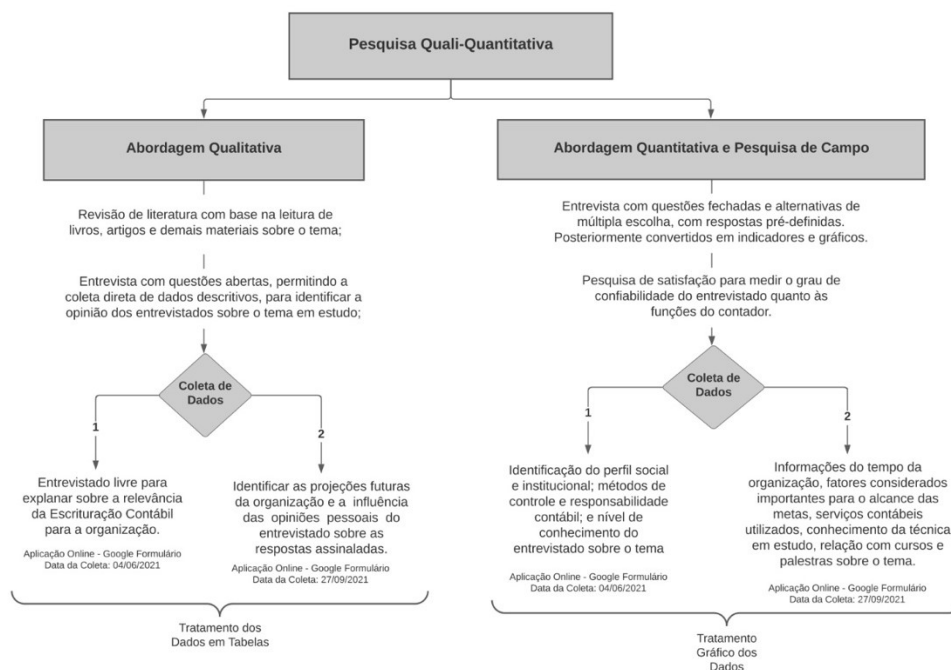 Pesquisa Quali-Quantitativa
Abordagem Qualitativa
Revisão de literatura com base na leitura de
livros, artigos e demais materiais sobre o tema;
Entrevista com questões abertas, permitindo a
coleta direta de dados descritivos, para identificar a
opinião dos entrevistados sobre o tema em estudo;
Coleta de
Dados
1
2
Entrevistado livre para
explanar sobre a relevância
da Escrituração Contábil
para a organização.
Aplicação Online - Google Formulário
Data da Coleta: 04/06/2021
Identificar as projeções futuras
da organização e a influência
das opiniões pessoais do
entrevistado sobre as
respostas assinaladas.
Aplicação Online - Google Formulário
Data da Coleta: 27/09/2021
Tratamento dos
Dados em Tabelas
Abordagem Quantitativa e Pesquisa de Campo
Entrevista com questões fechadas e alternativas de
múltipla escolha, com respostas pré-definidas.
Posteriormente convertidos em indicadores e gráficos.
Pesquisa de satisfação para medir o grau de
confiabilidade do entrevistado quanto às
funções do contador.
Coleta de
Dados
1
2
Identificação do perfil social
e institucional; métodos de
controle e responsabilidade
contábil; e nível de
conhecimento do
entrevistado sobre o tema
Aplicação Online - Google Formulário
Data da Coleta: 04/06/2021
Informações do tempo da
organização, fatores considerados
importantes para o alcance das
metas, serviços contábeis
utilizados, conhecimento da técnica
em estudo, relação com cursos e
palestras sobre o tema.
Aplicação Online - Google Formulário
Data da Coleta: 27/09/2021
Tratamento
Gráfico dos
Dados